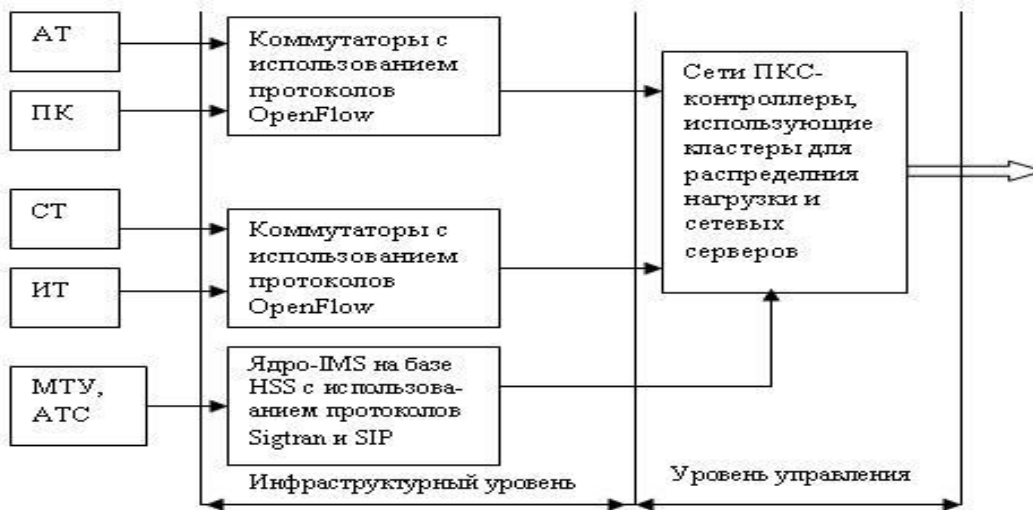 АТ
ПК
СТ
ИТ
МТУ,
АТС
Коммутаторы с
использованием
протоколов
OpenFlow
Коммутаторы с
использованием
протоколов
OpenFlow
Ядро-IMS на базе
HSS с использова-
анием протоколов
Sigtran и SIP
Сети ПКС-
контроллеры,
использующие
кластеры для
распределния
нагрузки и
сетевых
серверов
Инфраструктурный уровень
Уровень управления